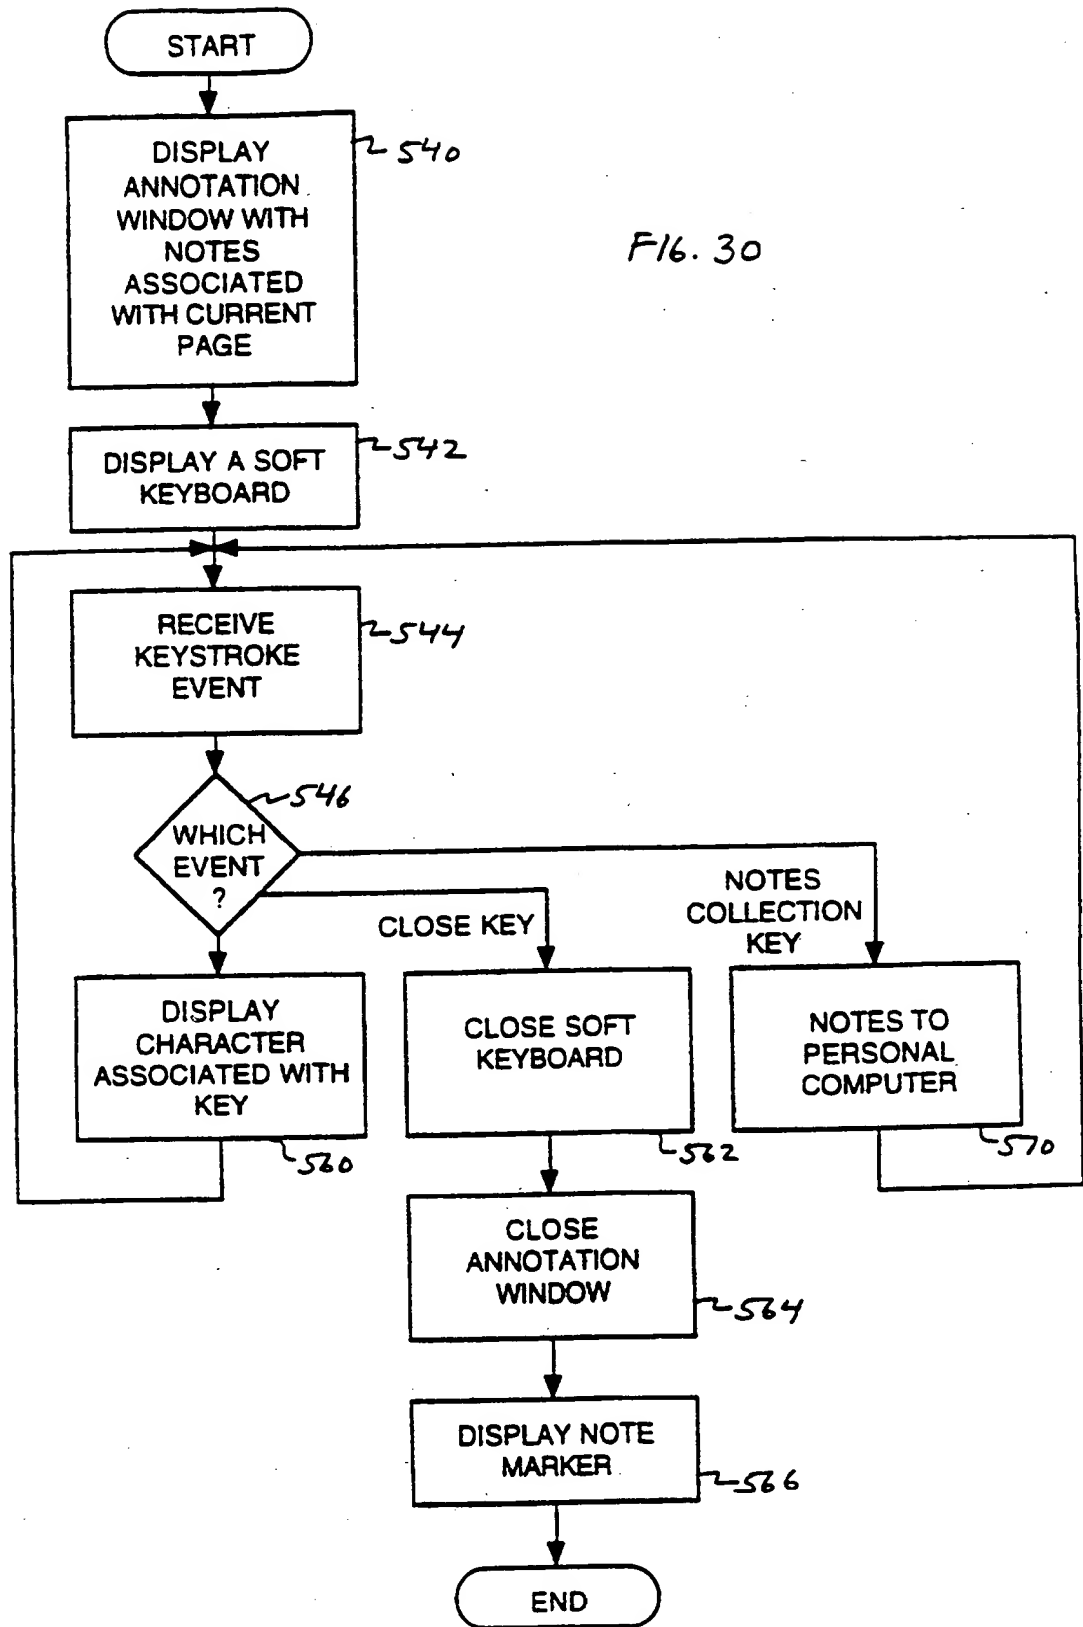 START
DISPLAY
ANNOTATION
WINDOW WITH
NOTES
ASSOCIATED
WITH CURRENT
PAGE
540
FIG. 30
DISPLAY A SOFT
KEYBOARD
542
RECEIVE
KEYSTROKE
EVENT
544
WHICH
EVENT
?
546
CLOSE KEY
NOTES
COLLECTION
KEY
DISPLAY
CHARACTER
ASSOCIATED WITH
KEY
560
CLOSE SOFT
KEYBOARD
562
NOTES TO
PERSONAL
COMPUTER
570
CLOSE
ANNOTATION
WINDOW
564
DISPLAY NOTE
MARKER
566
END